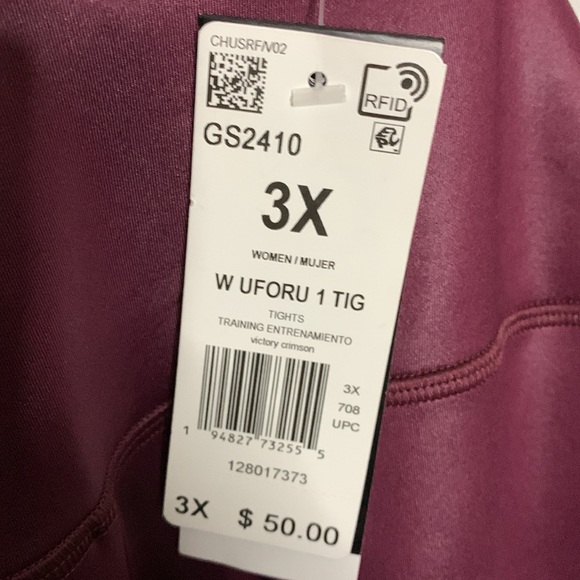 CHUSRF/V02
RFID
GS2410
3X
WOMEN / MUJER
W UFORU 1 TIG
TIGHTS
TRAINING ENTRENAMIENTO
victory crimson
3X
708
UPC
1 94827 73255 5
128017373
3X $ 50.00